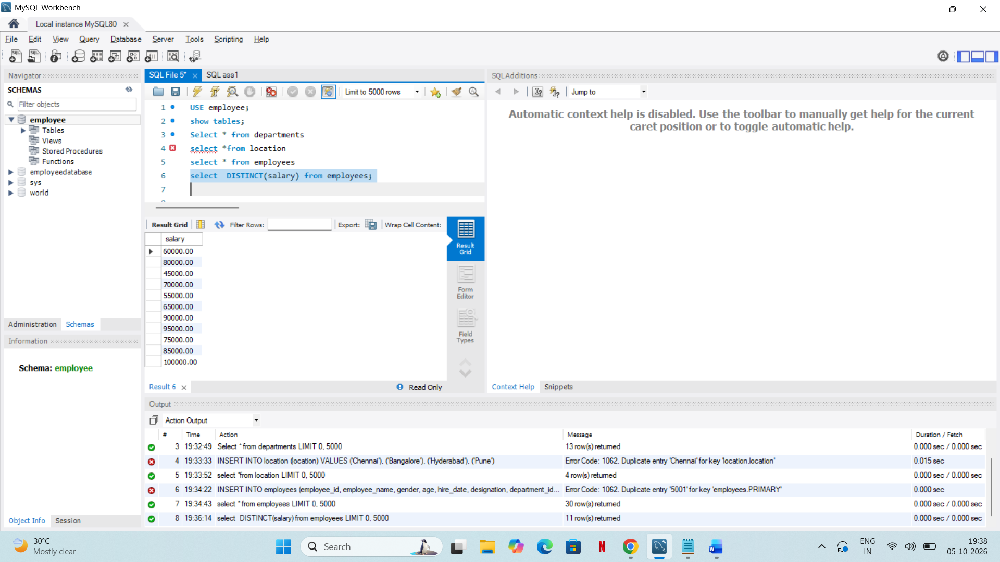 MySQL Workbench
Local instance MySQL80
File Edit View Query Database Server Tools Scripting Help
Navigator
SCHEMAS
Filter objects
employee
Tables
Views
Stored Procedures
Functions
employeedatabase
sys
world
Administration Schemas
Information
Schema: employee
Object Info Session
SQL File 5* SQL ass1
Limit to 5000 rows
1 USE employee;
2 show tables;
3 Select * from departments
4 select *from location
5 select * from employees
6 select  DISTINCT(salary) from employees;
7
Result Grid Filter Rows: Export: Wrap Cell Content:
salary
60000.00
80000.00
45000.00
70000.00
55000.00
65000.00
90000.00
95000.00
75000.00
85000.00
100000.00
Result Grid
Form Editor
Field Types
Result 6 Read Only
SQLAdditions
Jump to
Automatic context help is disabled. Use the toolbar to manually get help for the current
caret position or to toggle automatic help.
Context Help Snippets
Output
Action Output
# Time Action Message Duration / Fetch
3 19:32:49 Select * from departments LIMIT 0, 5000 13 row(s) returned 0.000 sec / 0.000 sec
4 19:33:33 INSERT INTO location (location) VALUES ('Chennai'), ('Bangalore'), ('Hyderabad'), ('Pune') Error Code: 1062. Duplicate entry 'Chennai' for key 'location.location' 0.015 sec
5 19:33:52 select *from location LIMIT 0, 5000 4 row(s) returned 0.000 sec / 0.000 sec
6 19:34:22 INSERT INTO employees (employee_id, employee_name, gender, age, hire_date, designation, department_id... Error Code: 1062. Duplicate entry '5001' for key 'employees.PRIMARY' 0.000 sec
7 19:34:43 select * from employees LIMIT 0, 5000 30 row(s) returned 0.000 sec / 0.000 sec
8 19:36:14 select  DISTINCT(salary) from employees LIMIT 0, 5000 11 row(s) returned 0.000 sec / 0.000 sec
30°C
Mostly clear
Search
ENG
IN
19:38
05-10-2026